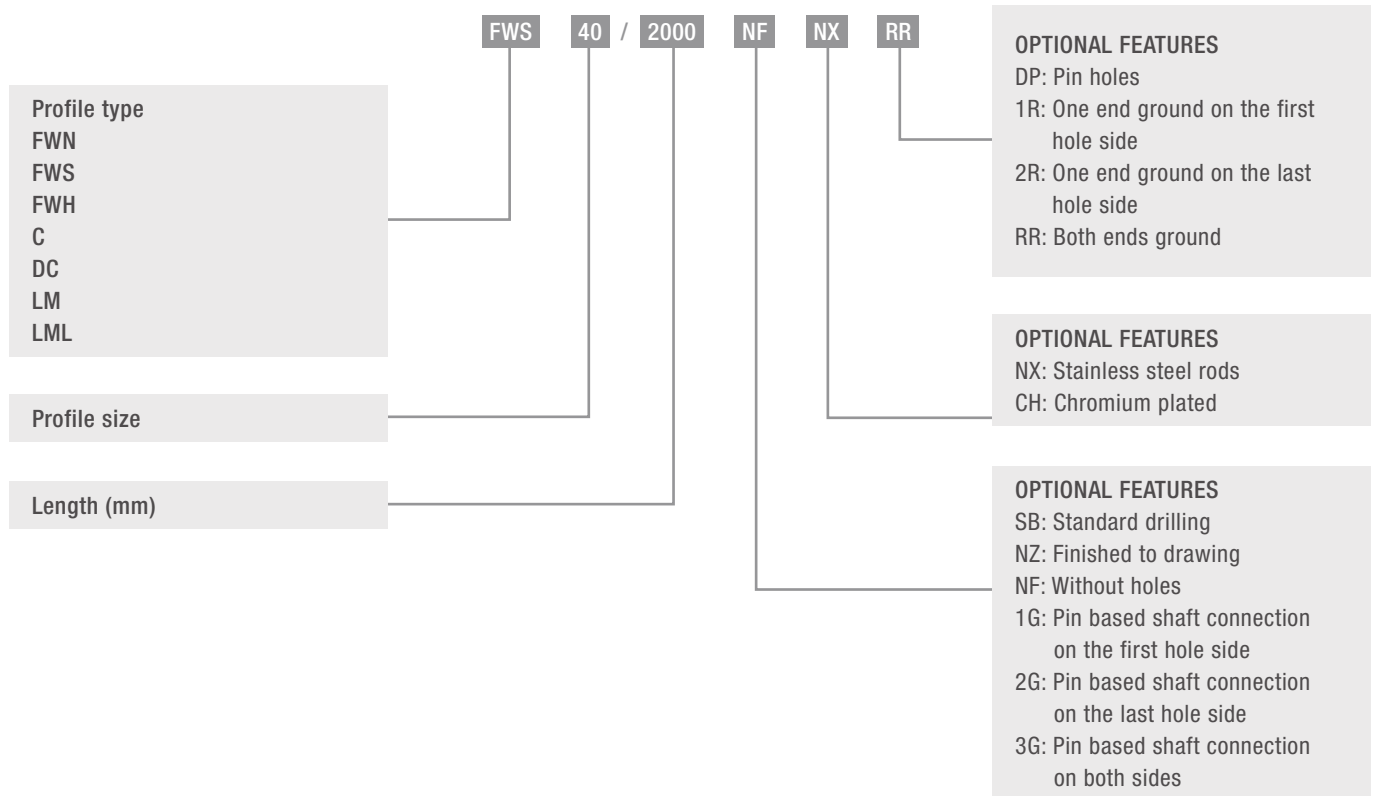 FWS 40 / 2000 NF NX RR
Profile type
FWN
FWS
FWH
C
DC
LM
LML
Profile size
Length (mm)
OPTIONAL FEATURES
DP: Pin holes
1R: One end ground on the first
hole side
2R: One end ground on the last
hole side
RR: Both ends ground
OPTIONAL FEATURES
NX: Stainless steel rods
CH: Chromium plated
OPTIONAL FEATURES
SB: Standard drilling
NZ: Finished to drawing
NF: Without holes
1G: Pin based shaft connection
on the first hole side
2G: Pin based shaft connection
on the last hole side
3G: Pin based shaft connection
on both sides